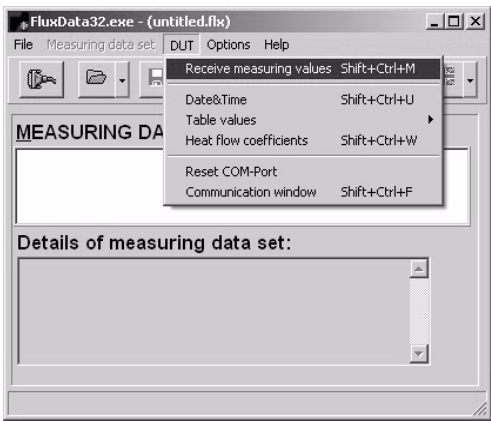 FluxData32.exe - (untitled.flx)
File Measuring data set DUT Options Help
Receive measuring values Shift+Ctrl+M
Date&Time Shift+Ctrl+U
Table values
Heat flow coefficients Shift+Ctrl+W
Reset COM-Port
Communication window Shift+Ctrl+F
MEASURING DA
Details of measuring data set: